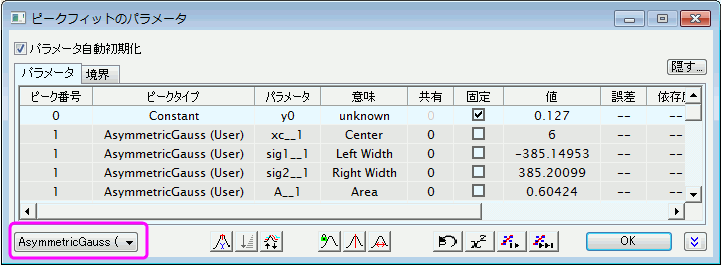 ピークフィットのパラメータ
パラメータ自動初期化
隠す...
パラメータ 境界
ピーク番号 ピークタイプ パラメータ 意味 共有 固定 値 誤差 依存
0 Constant y0 unknown 0 0.127 -- --
1 AsymmetricGauss (User) xc__1 Center 0 6 -- --
1 AsymmetricGauss (User) sig1__1 Left Width 0 -385.14953 -- --
1 AsymmetricGauss (User) sig2__1 Right Width 0 385.20099 -- --
1 AsymmetricGauss (User) A__1 Area 0 0.60424 -- --
AsymmetricGauss ( x² OK